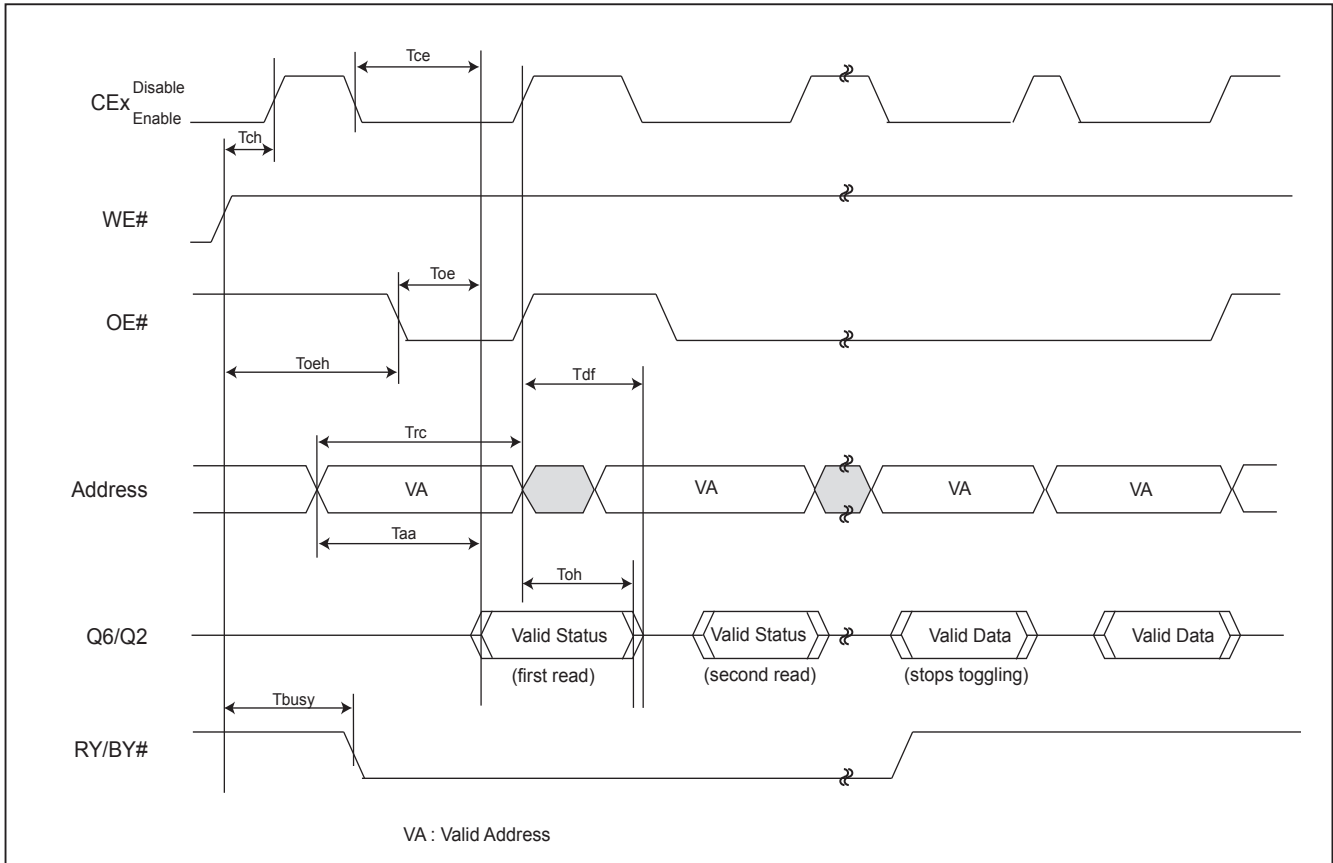 Tce
CEx Disable
Enable
Tch
WE#
Toe
OE#
Toeh
Tdf
Trc
Address
VA
VA
VA
VA
Taa
Toh
Q6/Q2
Valid Status
Valid Status
Valid Data
Valid Data
(first read)
(second read)
(stops toggling)
Tbusy
RY/BY#
VA : Valid Address